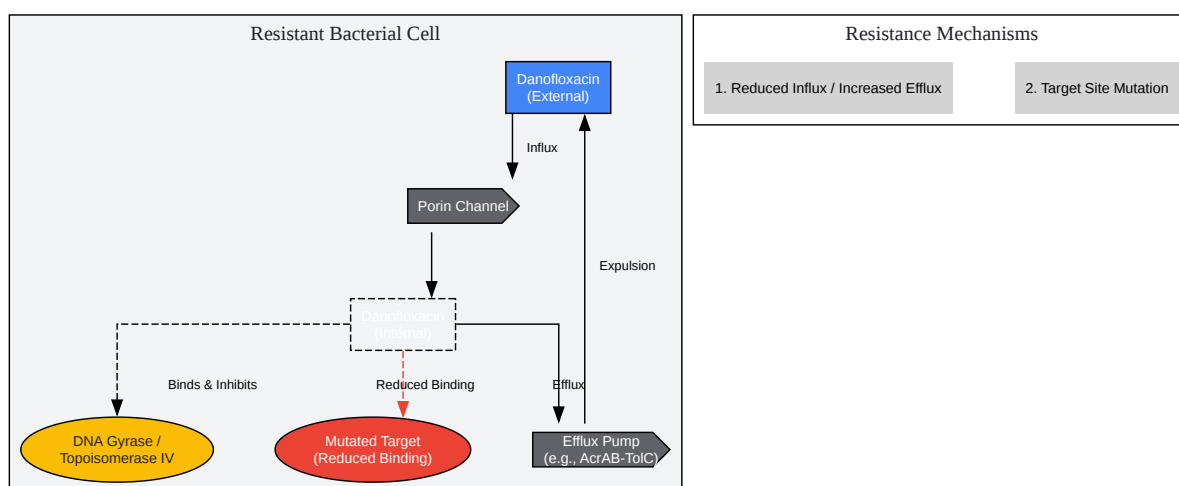 Resistant Bacterial Cell
Danofloxacin
(External)
Influx
Porin Channel
Expulsion
Danofloxacin
(Internal)
Binds & Inhibits
Reduced Binding
Efflux
DNA Gyrase /
Topoisomerase IV
Mutated Target
(Reduced Binding)
Efflux Pump
(e.g., AcrAB-TolC)
Resistance Mechanisms
1. Reduced Influx / Increased Efflux
2. Target Site Mutation